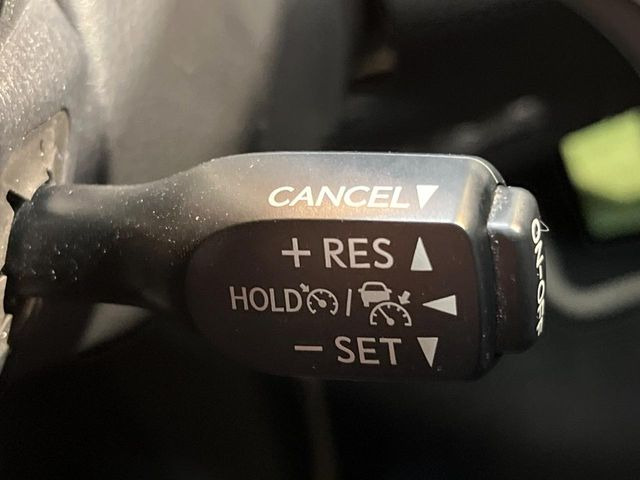 CANCEL▼
+ RES ▲
HOLD / ◀
− SET ▼
ON-OFF